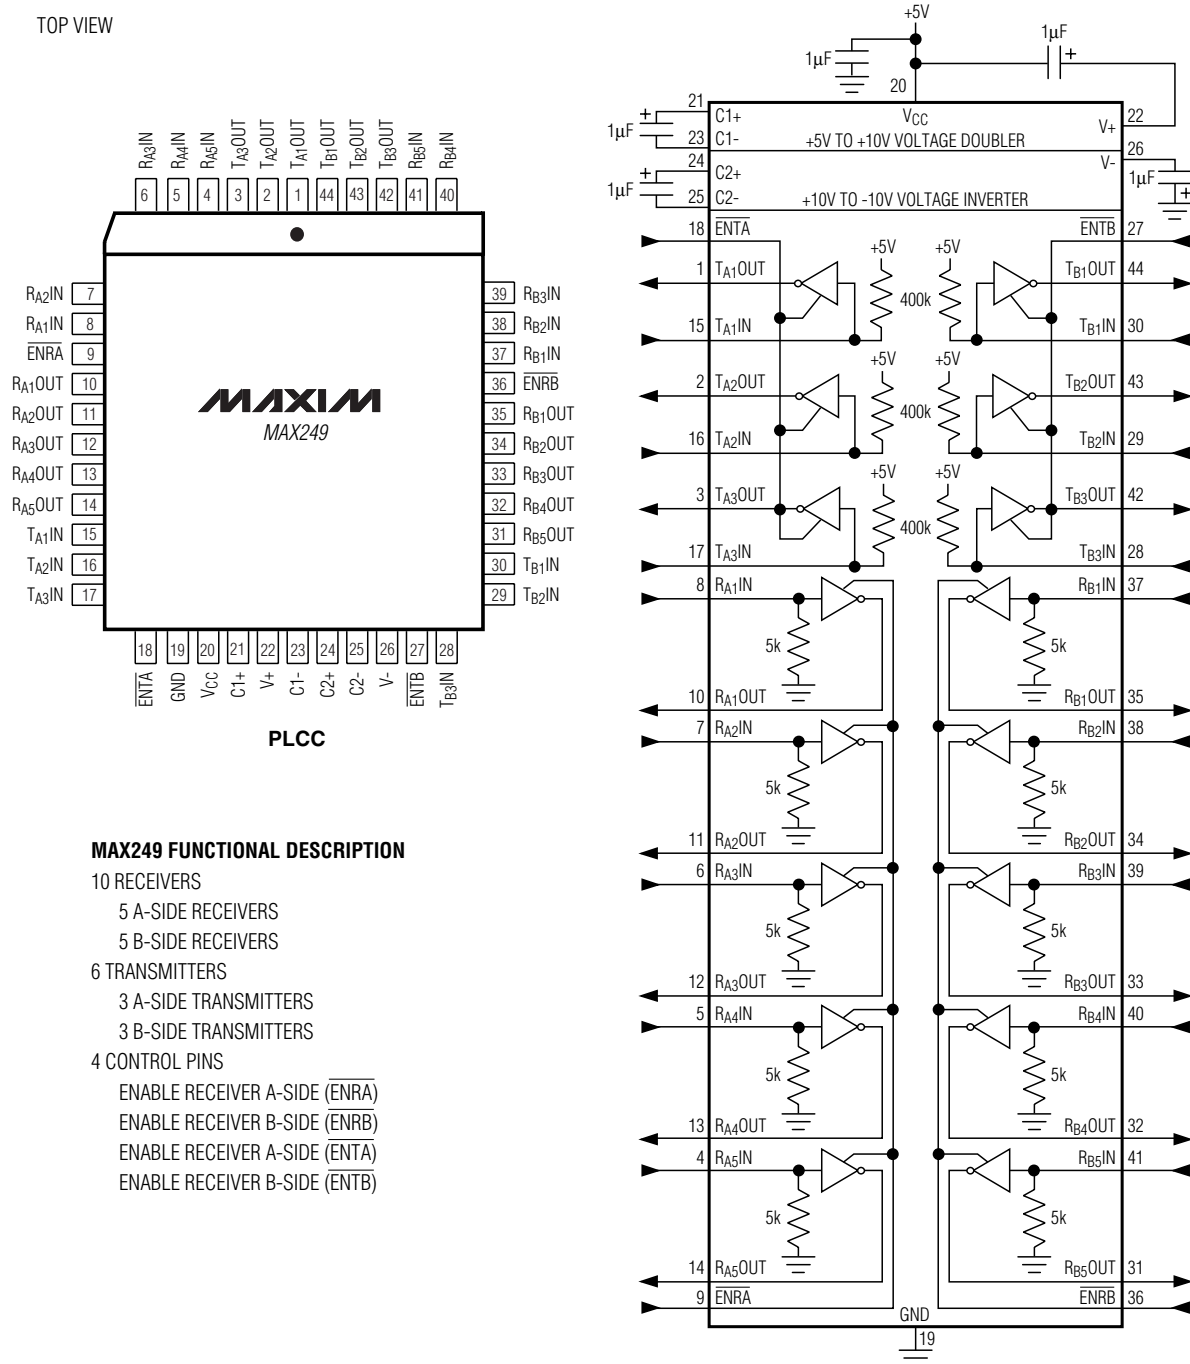 TOP VIEW
RA3IN RA4IN RA5IN TA3OUT TA2OUT TA1OUT TB1OUT TB2OUT TB3OUT RB5IN RB4IN
6 5 4 3 2 1 44 43 42 41 40
RA2IN 7
RA1IN 8
ENRA 9
RA1OUT 10
RA2OUT 11
RA3OUT 12
RA4OUT 13
RA5OUT 14
TA1IN 15
TA2IN 16
TA3IN 17
MAXIM
MAX249
39 RB3IN
38 RB2IN
37 RB1IN
36 ENRB
35 RB1OUT
34 RB2OUT
33 RB3OUT
32 RB4OUT
31 RB5OUT
30 TB1IN
29 TB2IN
18 19 20 21 22 23 24 25 26 27 28
ENTA GND VCC C1+ V+ C1- C2+ C2- V- ENTB TB3IN
PLCC
MAX249 FUNCTIONAL DESCRIPTION
10 RECEIVERS
5 A-SIDE RECEIVERS
5 B-SIDE RECEIVERS
6 TRANSMITTERS
3 A-SIDE TRANSMITTERS
3 B-SIDE TRANSMITTERS
4 CONTROL PINS
ENABLE RECEIVER A-SIDE (ENRA)
ENABLE RECEIVER B-SIDE (ENRB)
ENABLE RECEIVER A-SIDE (ENTA)
ENABLE RECEIVER B-SIDE (ENTB)
+5V
1µF
1µF +
20
21 C1+ VCC V+ 22
+ 1µF
23 C1- +5V TO +10V VOLTAGE DOUBLER
24 C2+ V- 26
+ 1µF 1µF +
25 C2- +10V TO -10V VOLTAGE INVERTER
18 ENTA ENTB 27
+5V +5V
1 TA1OUT TB1OUT 44
400k
15 TA1IN TB1IN 30
+5V +5V
2 TA2OUT TB2OUT 43
400k
16 TA2IN TB2IN 29
+5V +5V
3 TA3OUT TB3OUT 42
400k
17 TA3IN TB3IN 28
8 RA1IN RB1IN 37
5k 5k
10 RA1OUT RB1OUT 35
7 RA2IN RB2IN 38
5k 5k
11 RA2OUT RB2OUT 34
6 RA3IN RB3IN 39
5k 5k
12 RA3OUT RB3OUT 33
5 RA4IN RB4IN 40
5k 5k
13 RA4OUT RB4OUT 32
4 RA5IN RB5IN 41
5k 5k
14 RA5OUT RB5OUT 31
9 ENRA ENRB 36
GND
19